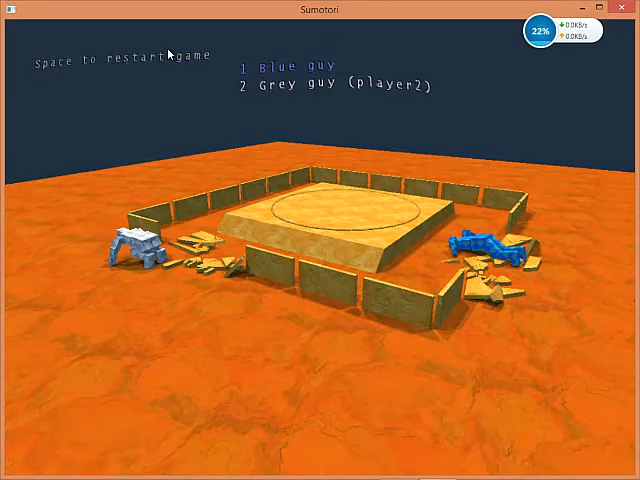 Sumotori
22%
0.0KB/s
0.0KB/s
Space to restart game
1 Blue guy
2 Grey guy (player2)